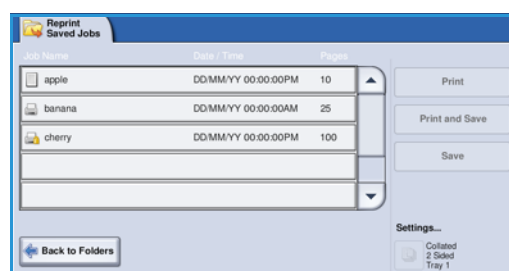 Reprint
Saved Jobs
Job Name Date / Time Pages
apple DD/MM/YY 00:00:00PM 10
banana DD/MM/YY 00:00:00AM 25
cherry DD/MM/YY 00:00:00PM 100
Print
Print and Save
Save
Settings...
Collated
2 Sided
Tray 1
Back to Folders